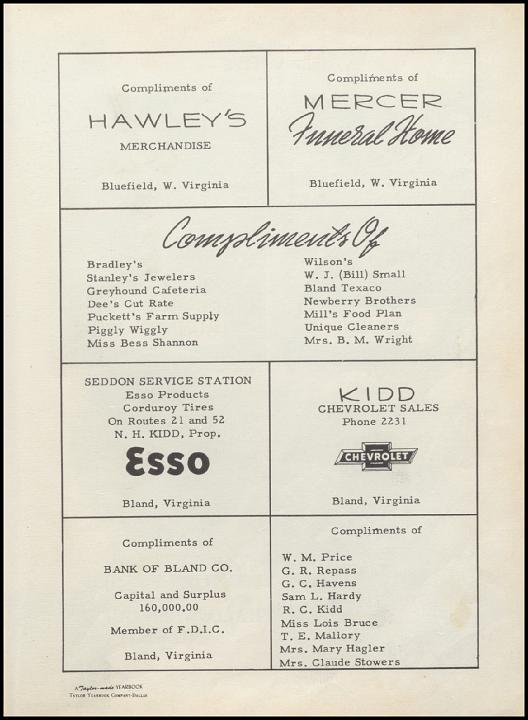 Compliments of
HAWLEY'S
MERCHANDISE
Bluefield, W. Virginia
Compliments of
MERCER
Funeral Home
Bluefield, W. Virginia
Compliments Of
Bradley's
Stanley's Jewelers
Greyhound Cafeteria
Dee's Cut Rate
Puckett's Farm Supply
Piggly Wiggly
Miss Bess Shannon
Wilson's
W. J. (Bill) Small
Bland Texaco
Newberry Brothers
Mill's Food Plan
Unique Cleaners
Mrs. B. M. Wright
SEDDON SERVICE STATION
Esso Products
Corduroy Tires
On Routes 21 and 52
N. H. KIDD, Prop.
Esso
Bland, Virginia
KIDD
CHEVROLET SALES
Phone 2231
CHEVROLET
Bland, Virginia
Compliments of
BANK OF BLAND CO.
Capital and Surplus
160,000.00
Member of F.D.I.C.
Bland, Virginia
Compliments of
W. M. Price
G. R. Repass
G. C. Havens
Sam L. Hardy
R. C. Kidd
Miss Lois Bruce
T. E. Mallory
Mrs. Mary Hagler
Mrs. Claude Stowers
A Taylor-made YEARBOOK
TAYLOR YEARBOOK COMPANY-DALLAS